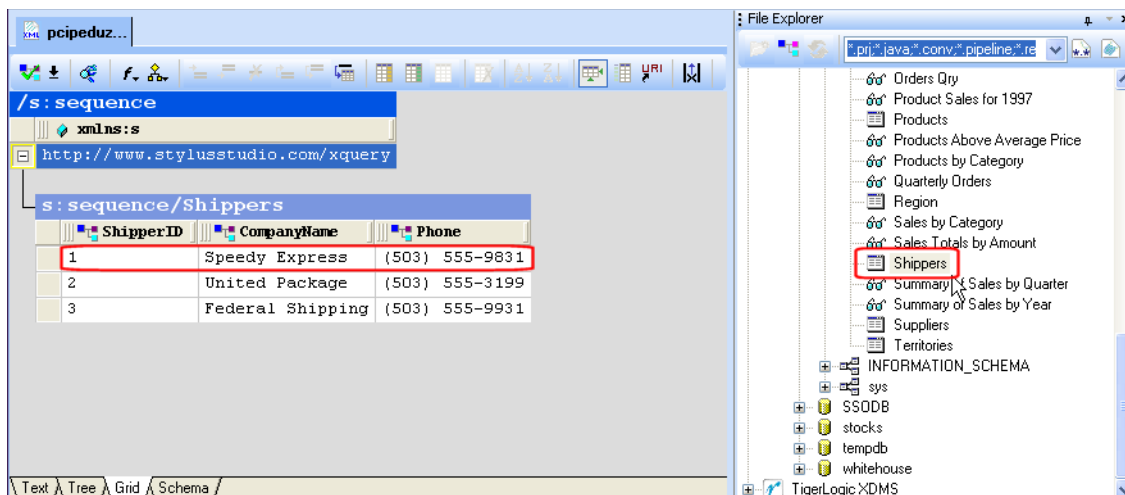 pcipeduz...
/s:sequence
xmlns:s
http://www.stylusstudio.com/xquery
s:sequence/Shippers
ShipperID CompanyName Phone
1 Speedy Express (503) 555-9831
2 United Package (503) 555-3199
3 Federal Shipping (503) 555-9931
Text Tree Grid Schema
File Explorer
*.prj;*.java;*.conv;*.pipeline;*.re
Orders Qry
Product Sales for 1997
Products
Products Above Average Price
Products by Category
Quarterly Orders
Region
Sales by Category
Sales Totals by Amount
Shippers
Summary of Sales by Quarter
Summary of Sales by Year
Suppliers
Territories
INFORMATION_SCHEMA
sys
SSODB
stocks
tempdb
whitehouse
TigerLogic XDMS